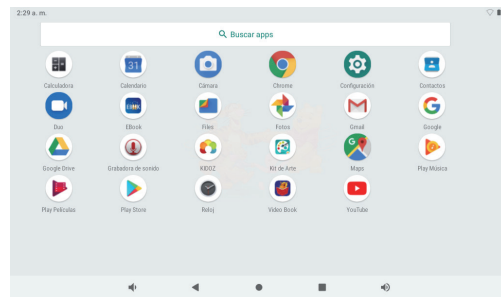 2:29 a. m.
Buscar apps
Calculadora
Calendario
Cámara
Chrome
Configuración
Contactos
Duo
EBook
Files
Fotos
Gmail
Google
Google Drive
Grabadora de sonido
KIDOZ
Kit de Arte
Maps
Play Música
Play Películas
Play Store
Reloj
Video Book
YouTube